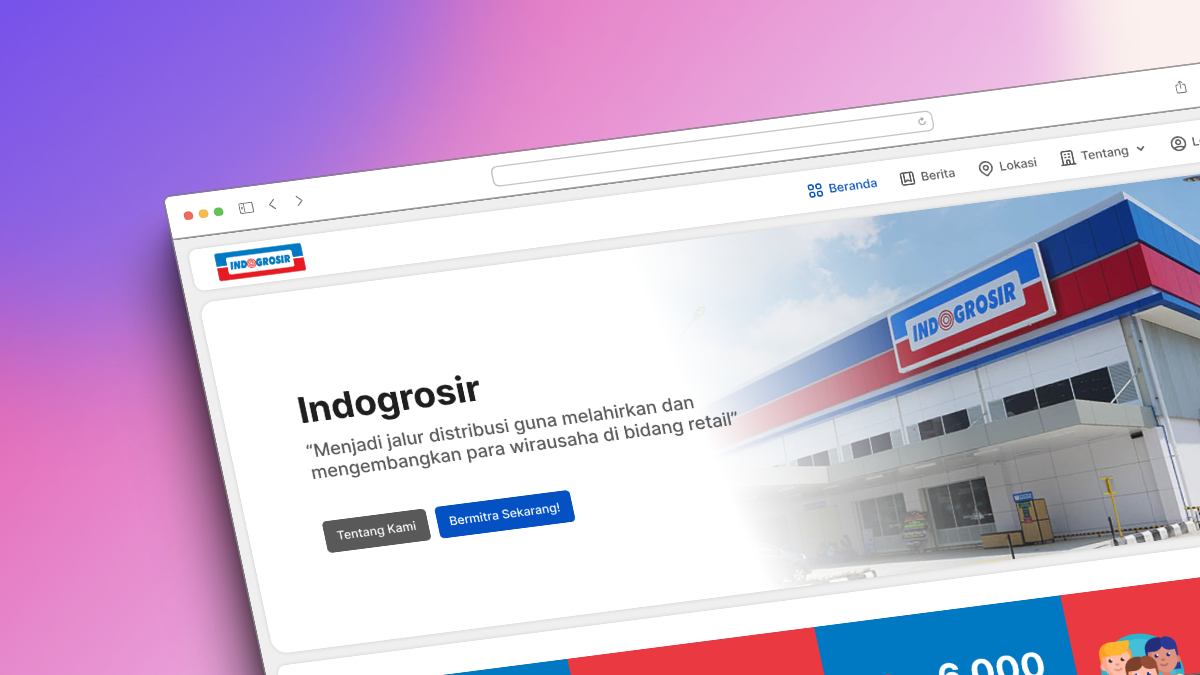 Beranda
Berita
Lokasi
Tentang
INDOGROSIR
INDOGROSIR
Indogrosir
“Menjadi jalur distribusi guna melahirkan dan
mengembangkan para wirausaha di bidang retail”
Tentang Kami
Bermitra Sekarang!
6.000